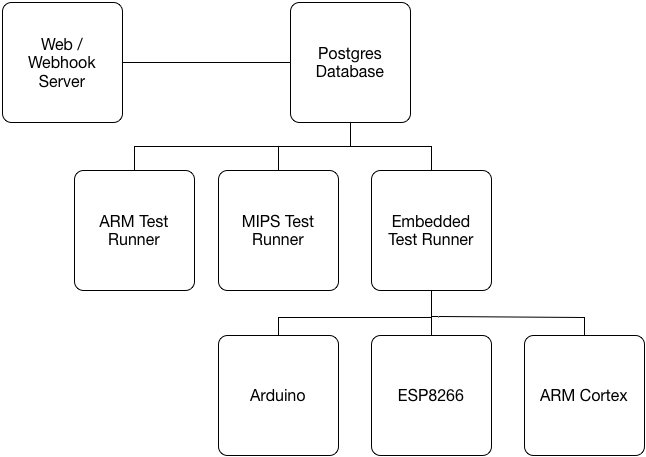 Web /
Webhook
Server
Postgres
Database
ARM Test
Runner
MIPS Test
Runner
Embedded
Test Runner
Arduino
ESP8266
ARM Cortex